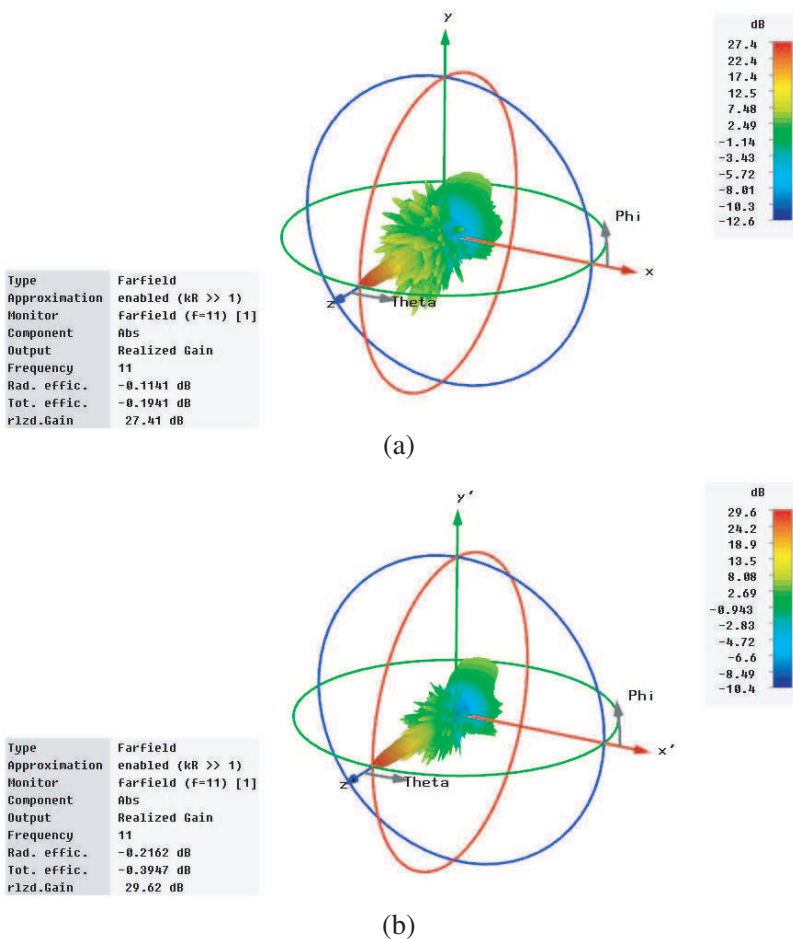 y
dB
27.4
22.4
17.4
12.5
7.48
2.49
-1.14
-3.43
-5.72
-8.01
-10.3
-12.6
Phi
x
z
Theta
Type Farfield
Approximation enabled (kR >> 1)
Monitor farfield (f=11) [1]
Component Abs
Output Realized Gain
Frequency 11
Rad. effic. -0.1141 dB
Tot. effic. -0.1941 dB
rlzd.Gain 27.41 dB
(a)
y'
dB
29.6
24.2
18.9
13.5
8.08
2.69
-0.943
-2.83
-4.72
-6.6
-8.49
-10.4
Phi
x'
z'
Theta
Type Farfield
Approximation enabled (kR >> 1)
Monitor farfield (f=11) [1]
Component Abs
Output Realized Gain
Frequency 11
Rad. effic. -0.2162 dB
Tot. effic. -0.3947 dB
rlzd.Gain 29.62 dB
(b)